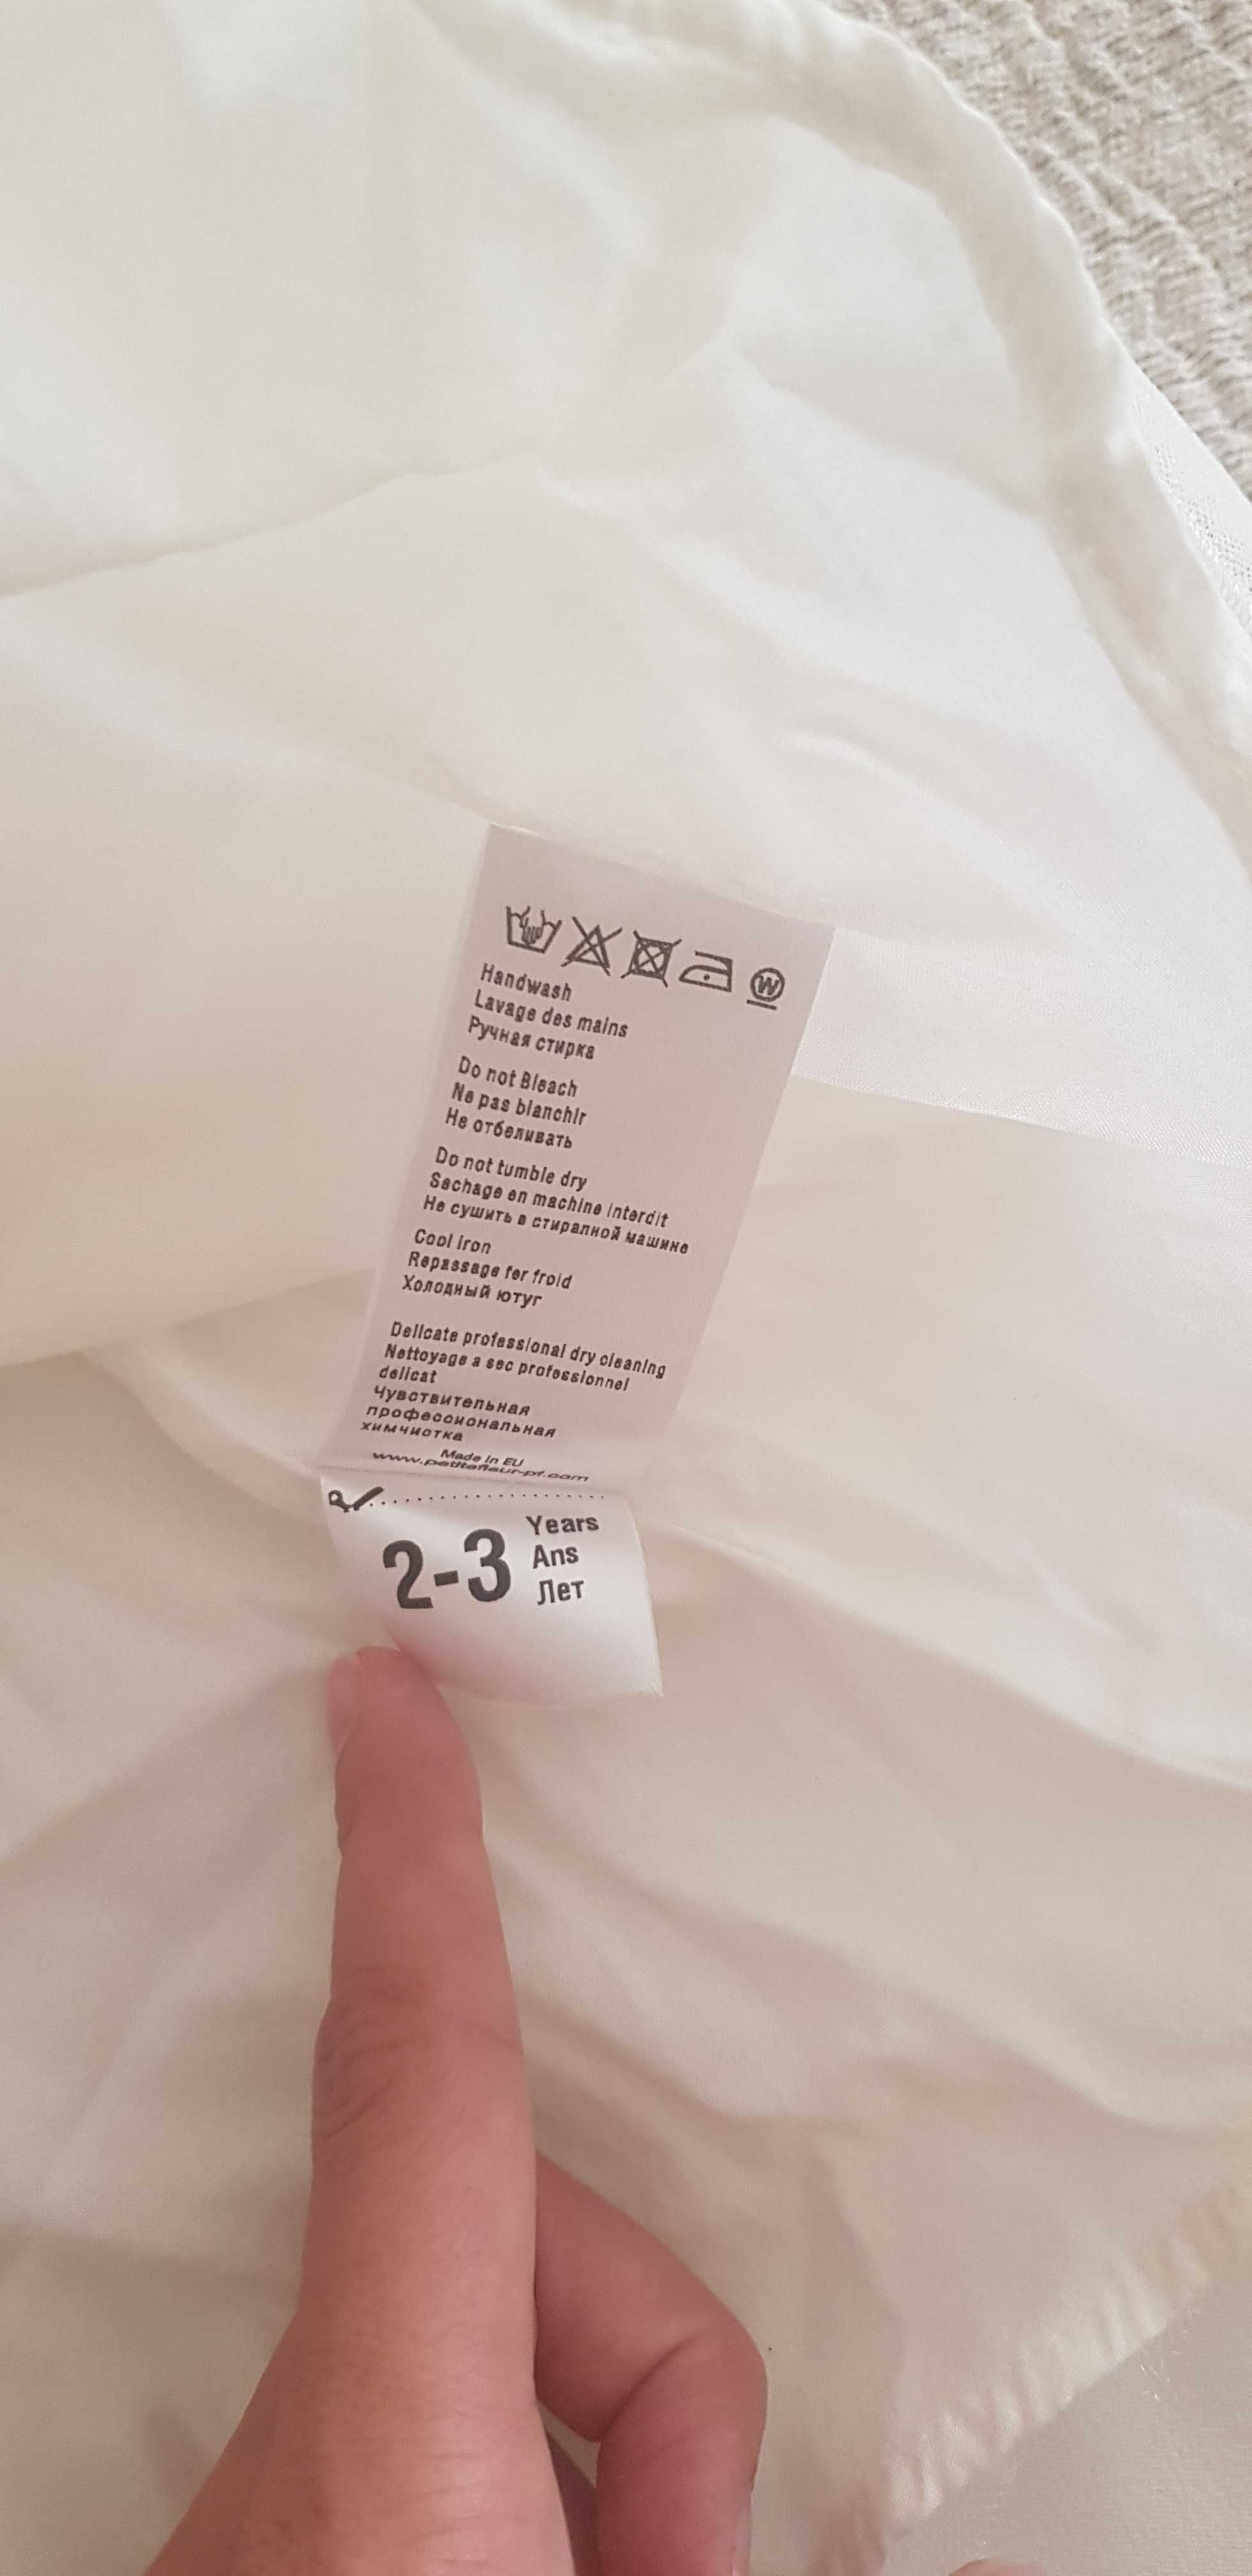 W
Handwash
Lavage des mains
Ручная стирка
Do not Bleach
Ne pas blanchir
Не отбеливать
Do not tumble dry
Sechage en machine interdit
Не сушить в стиралной машине
Cool iron
Repassage fer froid
Холодный ютуг
Delicate professional dry cleaning
Nettoyage a sec professionnel
delicat
Чувствительная
профессиональная
химчистка
Made in EU
www.petitefleur-pf.com
2-3 Years
Ans
Лет